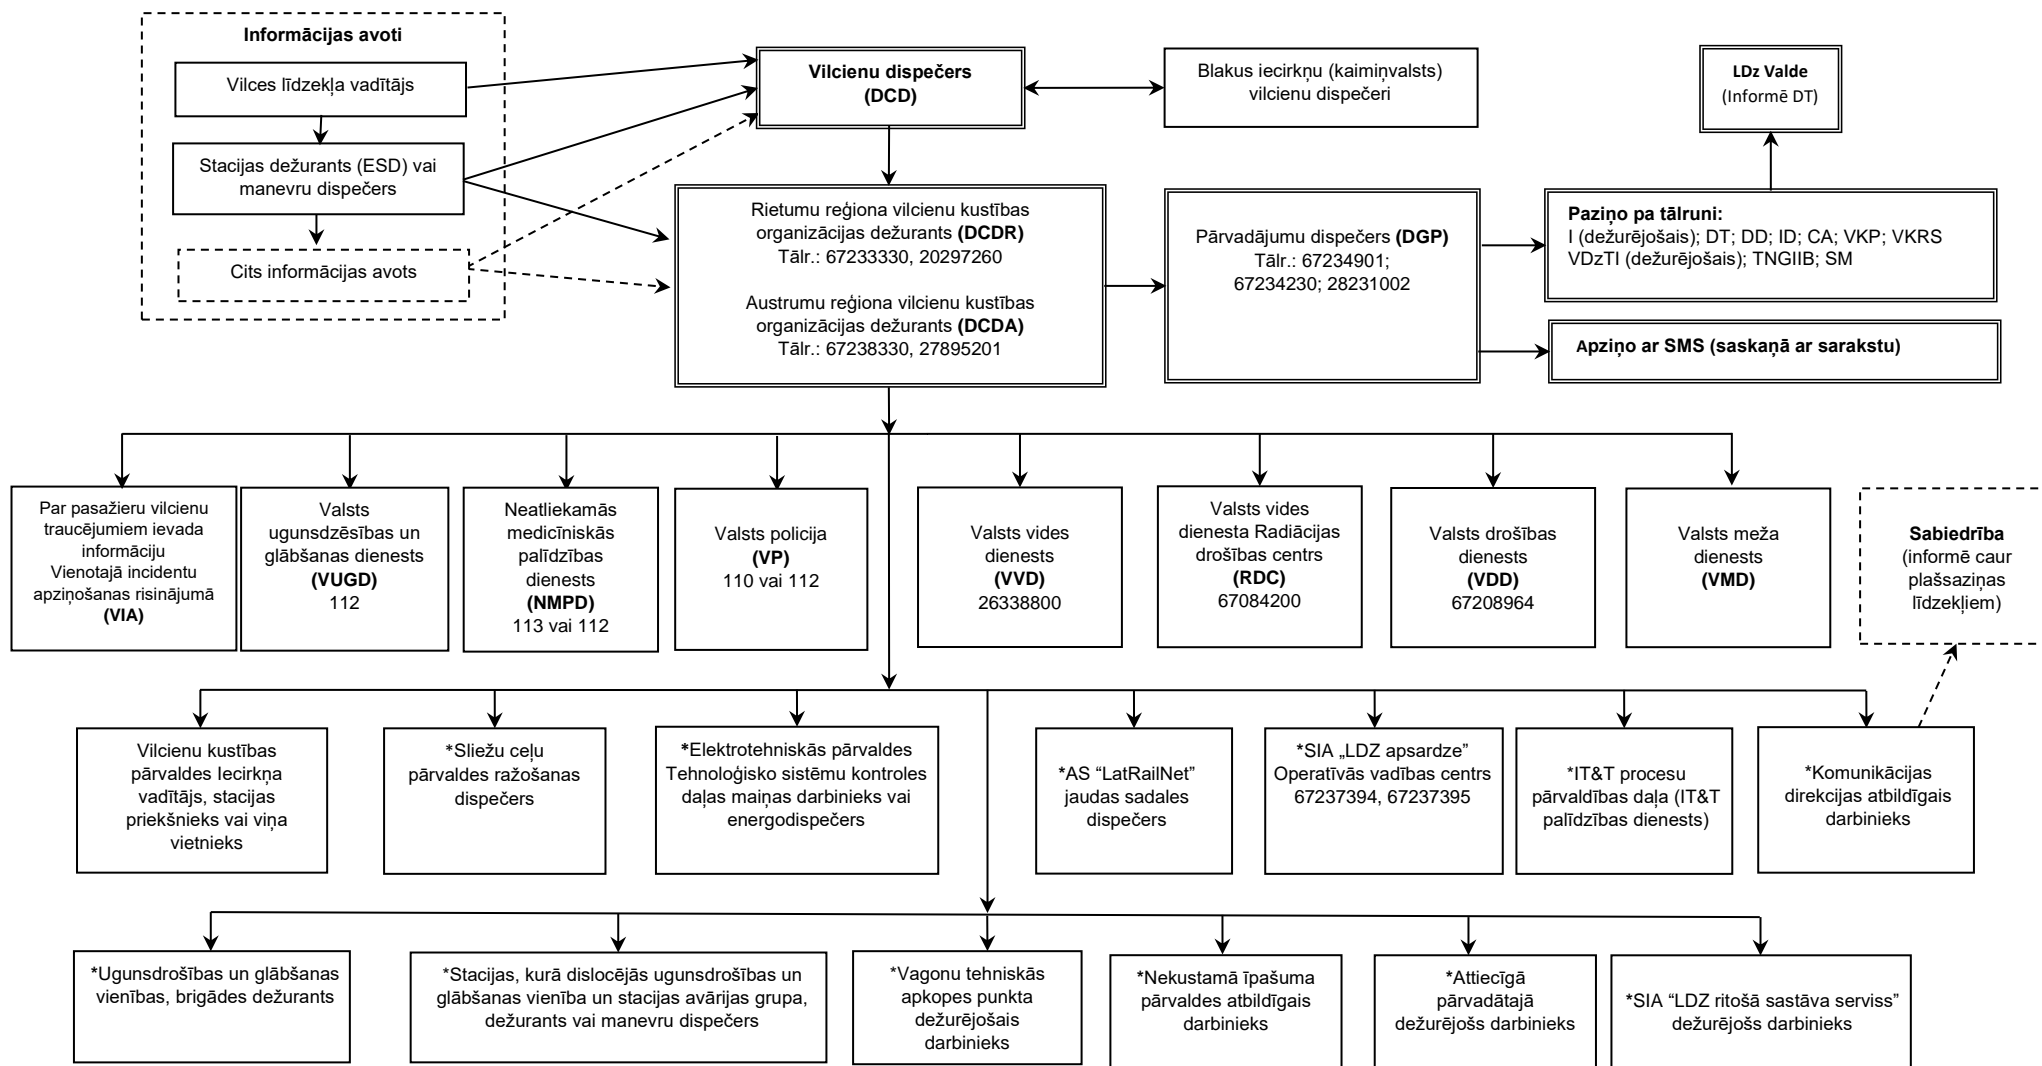 Informācijas avoti
Vilces līdzekļa vadītājs
Stacijas dežurants (ESD) vai
manevru dispečers
Cits informācijas avots
Vilcienu dispečers
(DCD)
Blakus iecirkņu (kaimiņvalsts)
vilcienu dispečeri
LDz Valde
(Informē DT)
Rietumu reģiona vilcienu kustības
organizācijas dežurants (DCDR)
Tālr.: 67233330, 20297260
Austrumu reģiona vilcienu kustības
organizācijas dežurants (DCDA)
Tālr.: 67238330, 27895201
Pārvadājumu dispečers (DGP)
Tālr.: 67234901;
67234230; 28231002
Paziņo pa tālruni:
I (dežurējošais); DT; DD; ID; CA; VKP; VKRS
VDzTI (dežurējošais); TNGIIB; SM
Apziņo ar SMS (saskaņā ar sarakstu)
Par pasažieru vilcienu
traucējumiem ievada
informāciju
Vienotajā incidentu
apziņošanas risinājumā
(VIA)
Valsts
ugunsdzēsības un
glābšanas dienests
(VUGD)
112
Neatliekamās
medicīniskās
palīdzības
dienests
(NMPD)
113 vai 112
Valsts policija
(VP)
110 vai 112
Valsts vides
dienests
(VVD)
26338800
Valsts vides
dienesta Radiācijas
drošības centrs
(RDC)
67084200
Valsts drošības
dienests
(VDD)
67208964
Valsts meža
dienests
(VMD)
Sabiedrība
(informē caur
plašsaziņas
līdzekļiem)
Vilcienu kustības
pārvaldes Iecirkņa
vadītājs, stacijas
priekšnieks vai viņa
vietnieks
*Sliežu ceļu
pārvaldes ražošanas
dispečers
*Elektrotehniskās pārvaldes
Tehnoloģisko sistēmu kontroles
daļas maiņas darbinieks vai
energodispečers
*AS “LatRailNet”
jaudas sadales
dispečers
*SIA „LDZ apsardze”
Operatīvās vadības centrs
67237394, 67237395
*IT&T procesu
pārvaldības daļa (IT&T
palīdzības dienests)
*Komunikācijas
direkcijas atbildīgais
darbinieks
*Ugunsdrošības un glābšanas
vienības, brigādes dežurants
*Stacijas, kurā dislocējās ugunsdrošības un
glābšanas vienība un stacijas avārijas grupa,
dežurants vai manevru dispečers
*Vagonu tehniskās
apkopes punkta
dežurējošais
darbinieks
*Nekustamā īpašuma
pārvaldes atbildīgais
darbinieks
*Attiecīgā
pārvadātajā
dežurējošs darbinieks
*SIA “LDZ ritošā sastāva serviss”
dežurējošs darbinieks